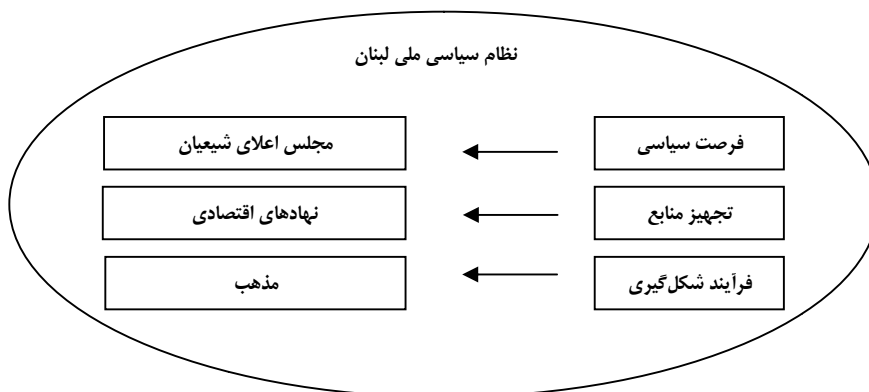 نظام سیاسی ملی لبنان
فرصت سیاسی
مجلس اعلای شیعیان
تجهیز منابع
نهادهای اقتصادی
فرآیند شکل‌گیری
مذهب